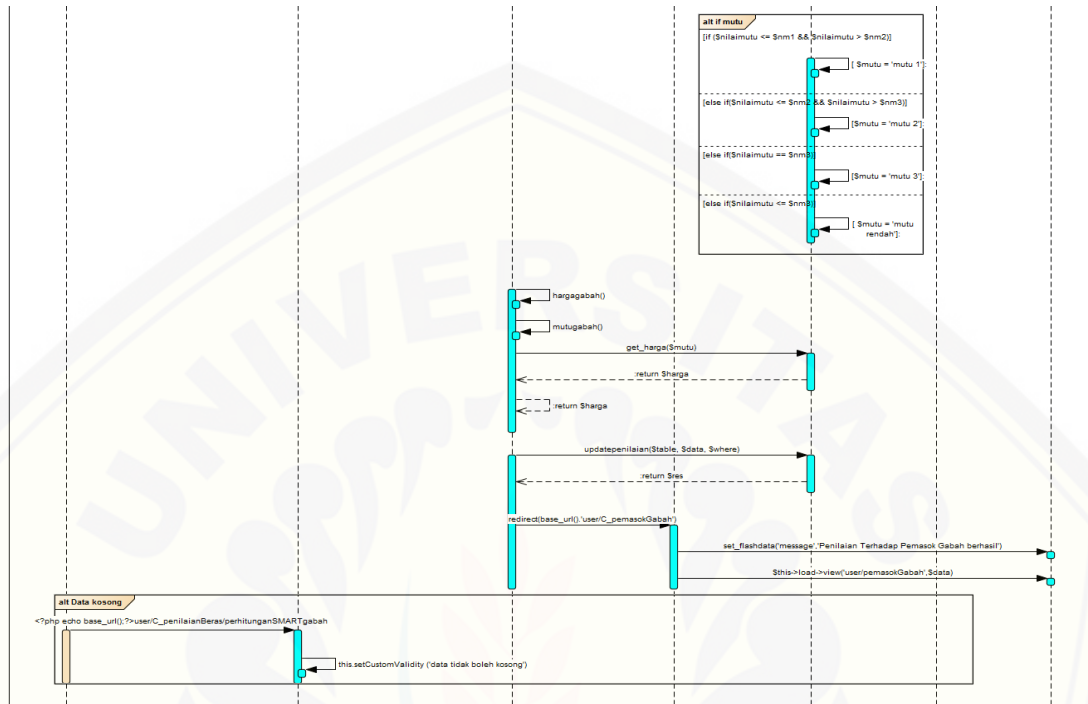 alt if mutu
[if ($nilaimutu <= $nm1 && $nilaimutu > $nm2)]
[ $mutu = 'mutu 1']:
[else if($nilaimutu <= $nm2 && $nilaimutu > $nm3)]
[$mutu = 'mutu 2']:
[else if($nilaimutu == $nm3)]
[$mutu = 'mutu 3']:
[else if($nilaimutu <= $nm3)]
[ $mutu = 'mutu
rendah']:
hargagabah()
mutugabah()
get_harga($mutu)
:return $harga
:return $harga
updatepenilaian($table, $data, $where)
:return $res
redirect(base_url().'user/C_pemasokGabah')
set_flashdata('message','Penilaian Terhadap Pemasok Gabah berhasil')
$this->load->view('user/pemasokGabah',$data)
alt Data kosong
<?php echo base_url();?>user/C_penilaianBeras/perhitunganSMARTgabah
this.setCustomValidity ('data tidak boleh kosong')
UNIVERSITAS